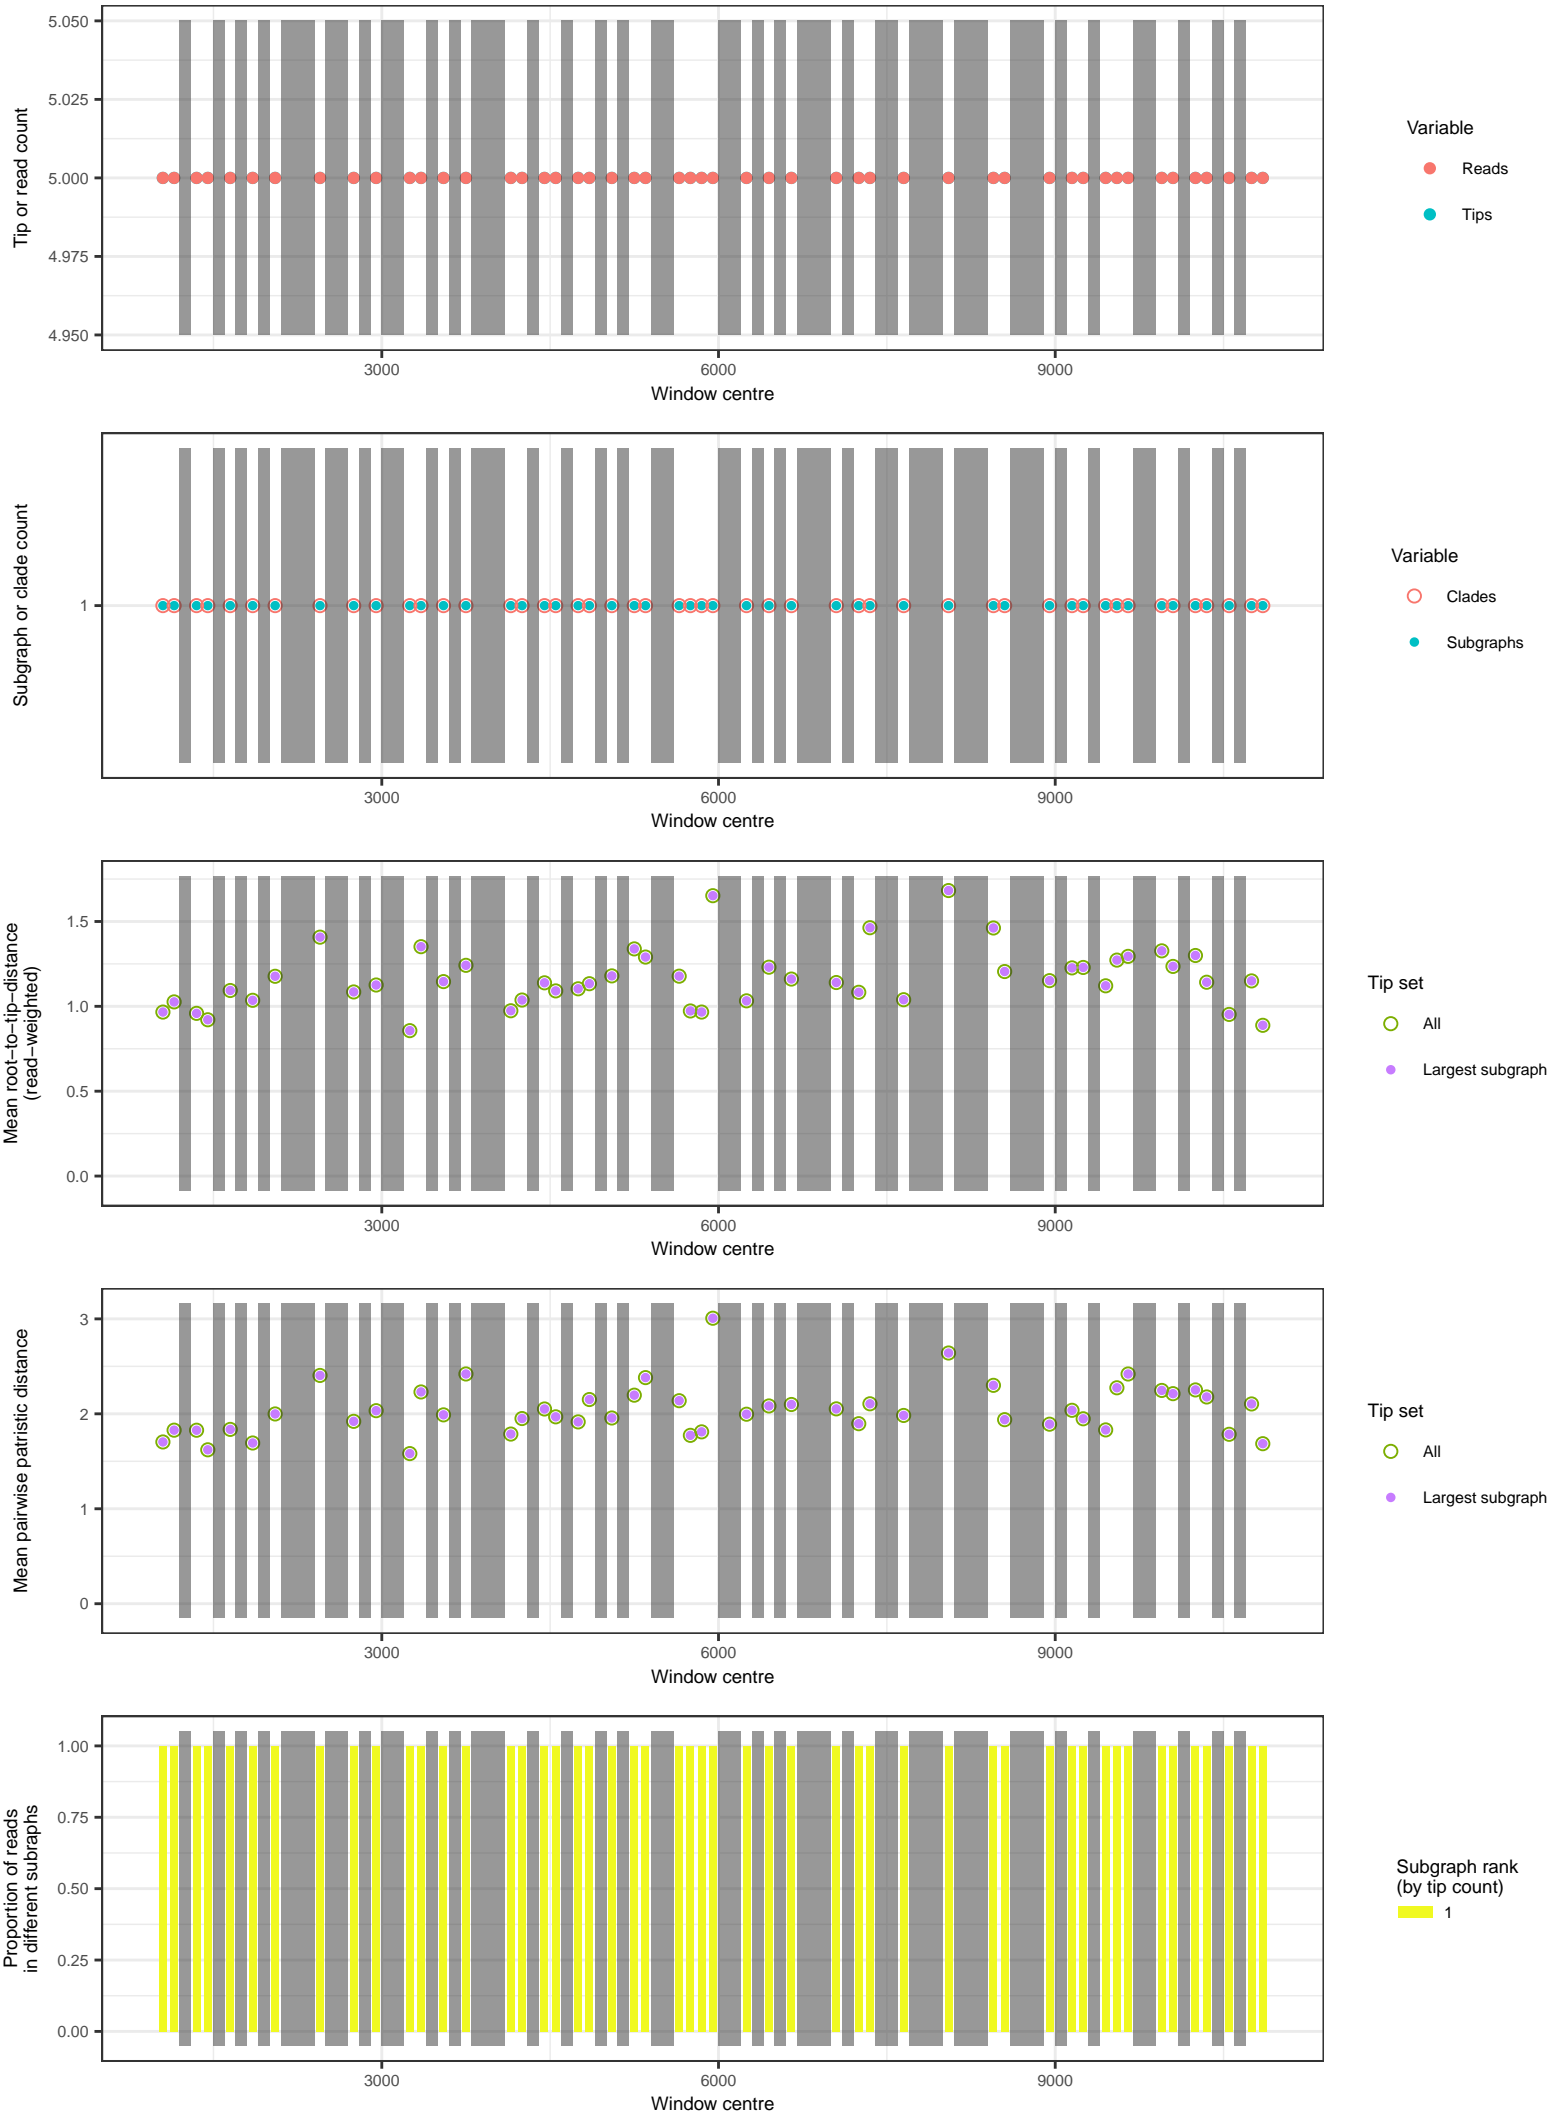 5.050
5.025
5.000
4.975
4.950
Tip or read count
3000
6000
9000
Window centre
Variable
Reads
Tips
1
Subgraph or clade count
3000
6000
9000
Window centre
Variable
Clades
Subgraphs
1.5
1.0
0.5
0.0
Mean root−to−tip−distance
(read−weighted)
3000
6000
9000
Window centre
Tip set
All
Largest subgraph
3
2
1
0
Mean pairwise patristic distance
3000
6000
9000
Window centre
Tip set
All
Largest subgraph
1.00
0.75
0.50
0.25
0.00
Proportion of reads
in different subraphs
3000
6000
9000
Window centre
Subgraph rank
(by tip count)
1